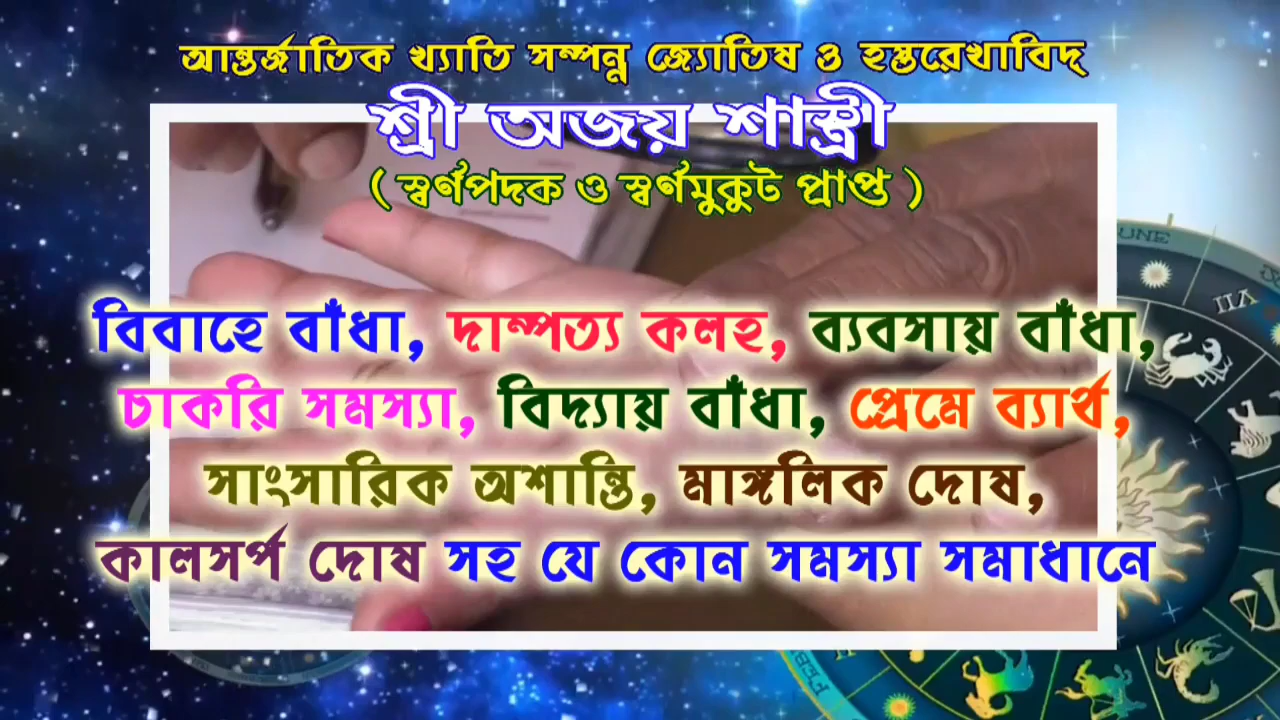 আন্তর্জাতিক খ্যাতি সম্পন্ন জ্যোতিষ ও হস্তরেখাবিদ্
শ্রী অজয় শাস্ত্রী
( স্বর্ণপদক ও স্বর্ণমুকুট প্রাপ্ত )
বিবাহে বাঁধা, দাম্পত্য কলহ, ব্যবসায় বাঁধা,
চাকরি সমস্যা, বিদ্যায় বাঁধা, প্রেমে ব্যার্থ,
সাংসারিক অশান্তি, মাঙ্গলিক দোষ,
কালসর্প দোষ সহ যে কোন সমস্যা সমাধানে
VII